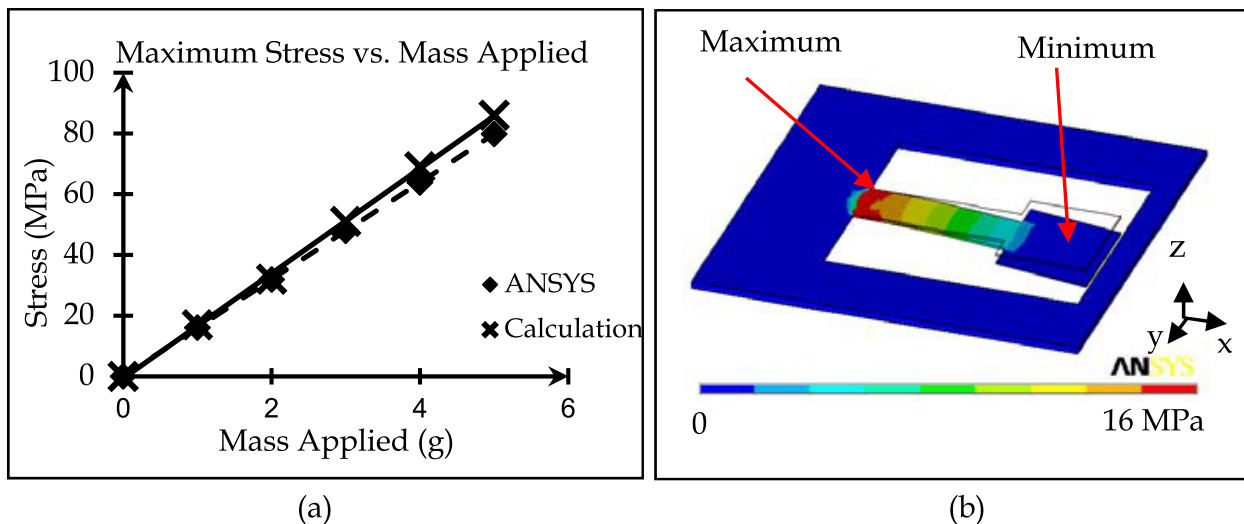 Maximum Stress vs. Mass Applied
100
80
60
40
20
0
Stress (MPa)
ANSYS
Calculation
0 2 4 6
Mass Applied (g)
(a)
Maximum
Minimum
z
y
x
ANSYS
0
16 MPa
(b)